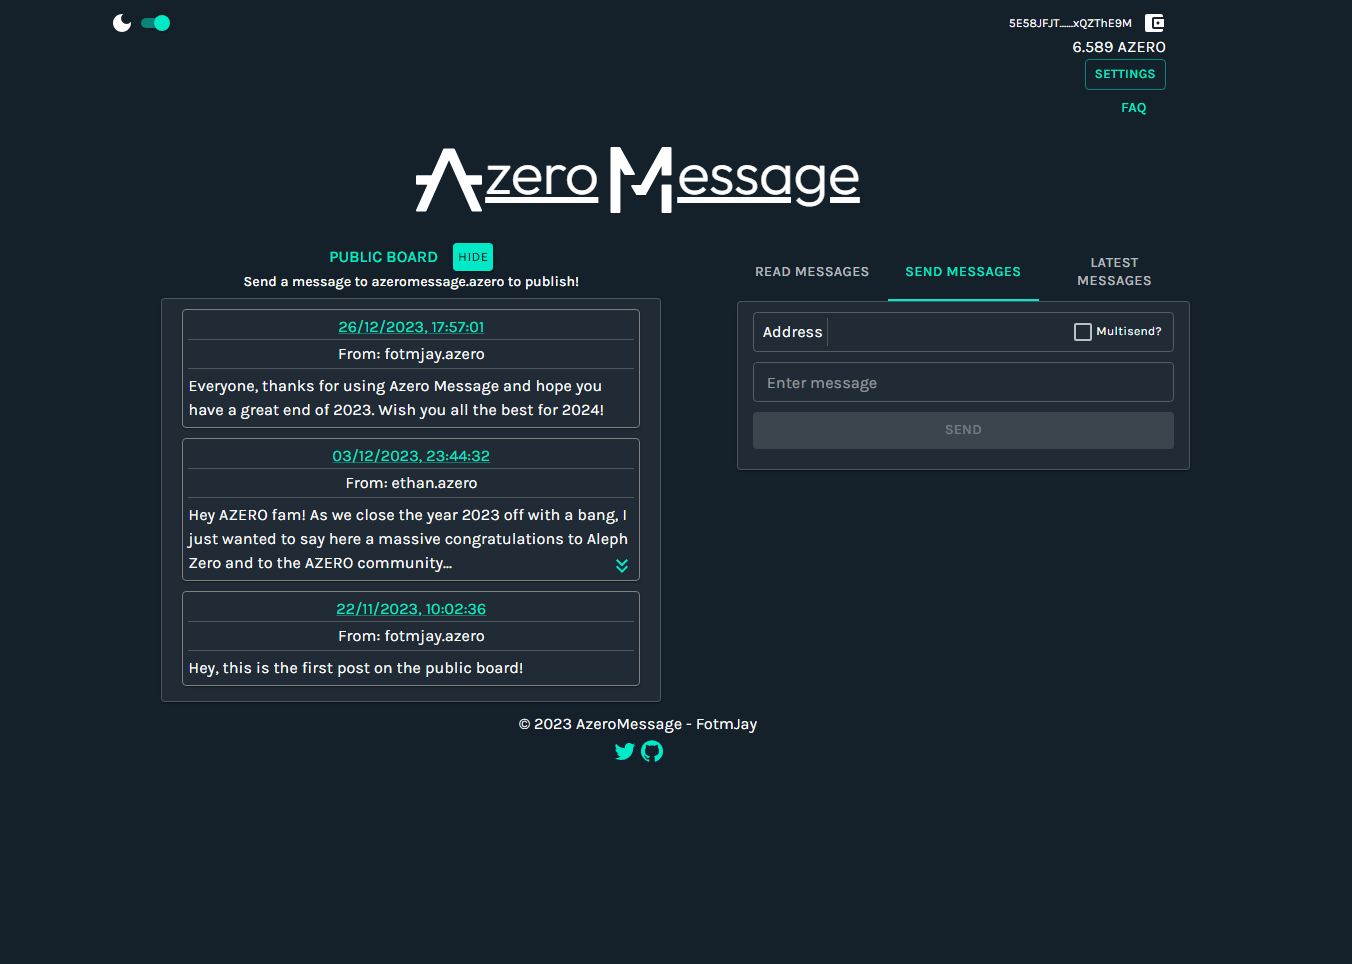 5E58JFJT......xQZThE9M
6.589 AZERO
SETTINGS
FAQ
Azero Message
PUBLIC BOARD HIDE
Send a message to azeromessage.azero to publish!
26/12/2023, 17:57:01
From: fotmjay.azero
Everyone, thanks for using Azero Message and hope you
have a great end of 2023. Wish you all the best for 2024!
03/12/2023, 23:44:32
From: ethan.azero
Hey AZERO fam! As we close the year 2023 off with a bang, I
just wanted to say here a massive congratulations to Aleph
Zero and to the AZERO community...
22/11/2023, 10:02:36
From: fotmjay.azero
Hey, this is the first post on the public board!
READ MESSAGES
SEND MESSAGES
LATEST
MESSAGES
Address
Multisend?
Enter message
SEND
© 2023 AzeroMessage - FotmJay